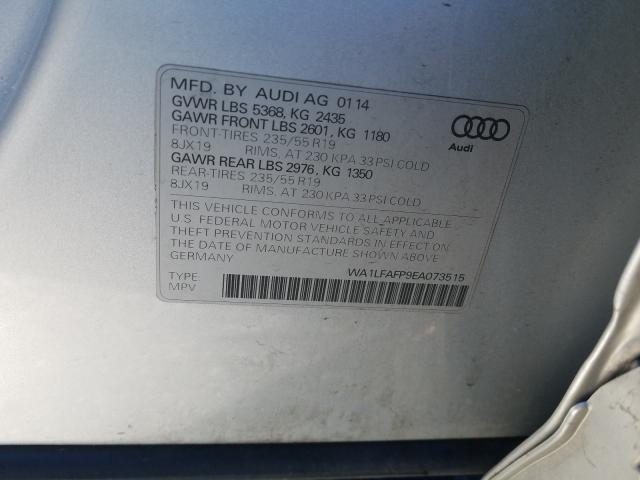 MFD. BY AUDI AG 01 14
GVWR LBS 5368, KG 2435
GAWR FRONT LBS 2601, KG 1180
FRONT-TIRES 235/55 R19
8JX19 RIMS, AT 230 KPA 33 PSI COLD
GAWR REAR LBS 2976, KG 1350
REAR-TIRES 235/55 R19
8JX19 RIMS, AT 230 KPA 33 PSI COLD
Audi
THIS VEHICLE CONFORMS TO ALL APPLICABLE
U.S. FEDERAL MOTOR VEHICLE SAFETY AND
THEFT PREVENTION STANDARDS IN EFFECT ON
THE DATE OF MANUFACTURE SHOWN ABOVE
GERMANY
WA1LFAFP9EA073515
TYPE
MPV